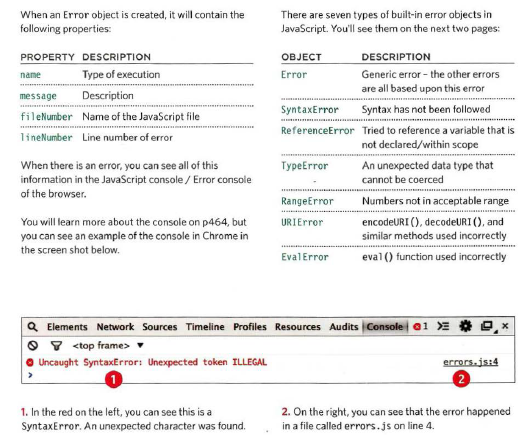 When an Error object is created, it will contain the
following properties:
PROPERTY DESCRIPTION
name Type of execution
message Description
fileNumber Name of the JavaScript file
lineNumber Line number of error
When there is an error, you can see all of this
information in the JavaScript console / Error console
of the browser.
You will learn more about the console on p464, but
you can see an example of the console in Chrome in
the screen shot below.
There are seven types of built-in error objects in
JavaScript. You'll see them on the next two pages:
OBJECT DESCRIPTION
Error Generic error – the other errors
are all based upon this error
SyntaxError Syntax has not been followed
ReferenceError Tried to reference a variable that is
not declared/within scope
TypeError An unexpected data type that
cannot be coerced
RangeError Numbers not in acceptable range
URIError encodeURI(), decodeURI(), and
similar methods used incorrectly
EvalError eval() function used incorrectly
Elements Network Sources Timeline Profiles Resources Audits Console 1
<top frame> ▼
Uncaught SyntaxError: Unexpected token ILLEGAL errors.js:4
1 2
1. In the red on the left, you can see this is a
SyntaxError. An unexpected character was found.
2. On the right, you can see that the error happened
in a file called errors.js on line 4.